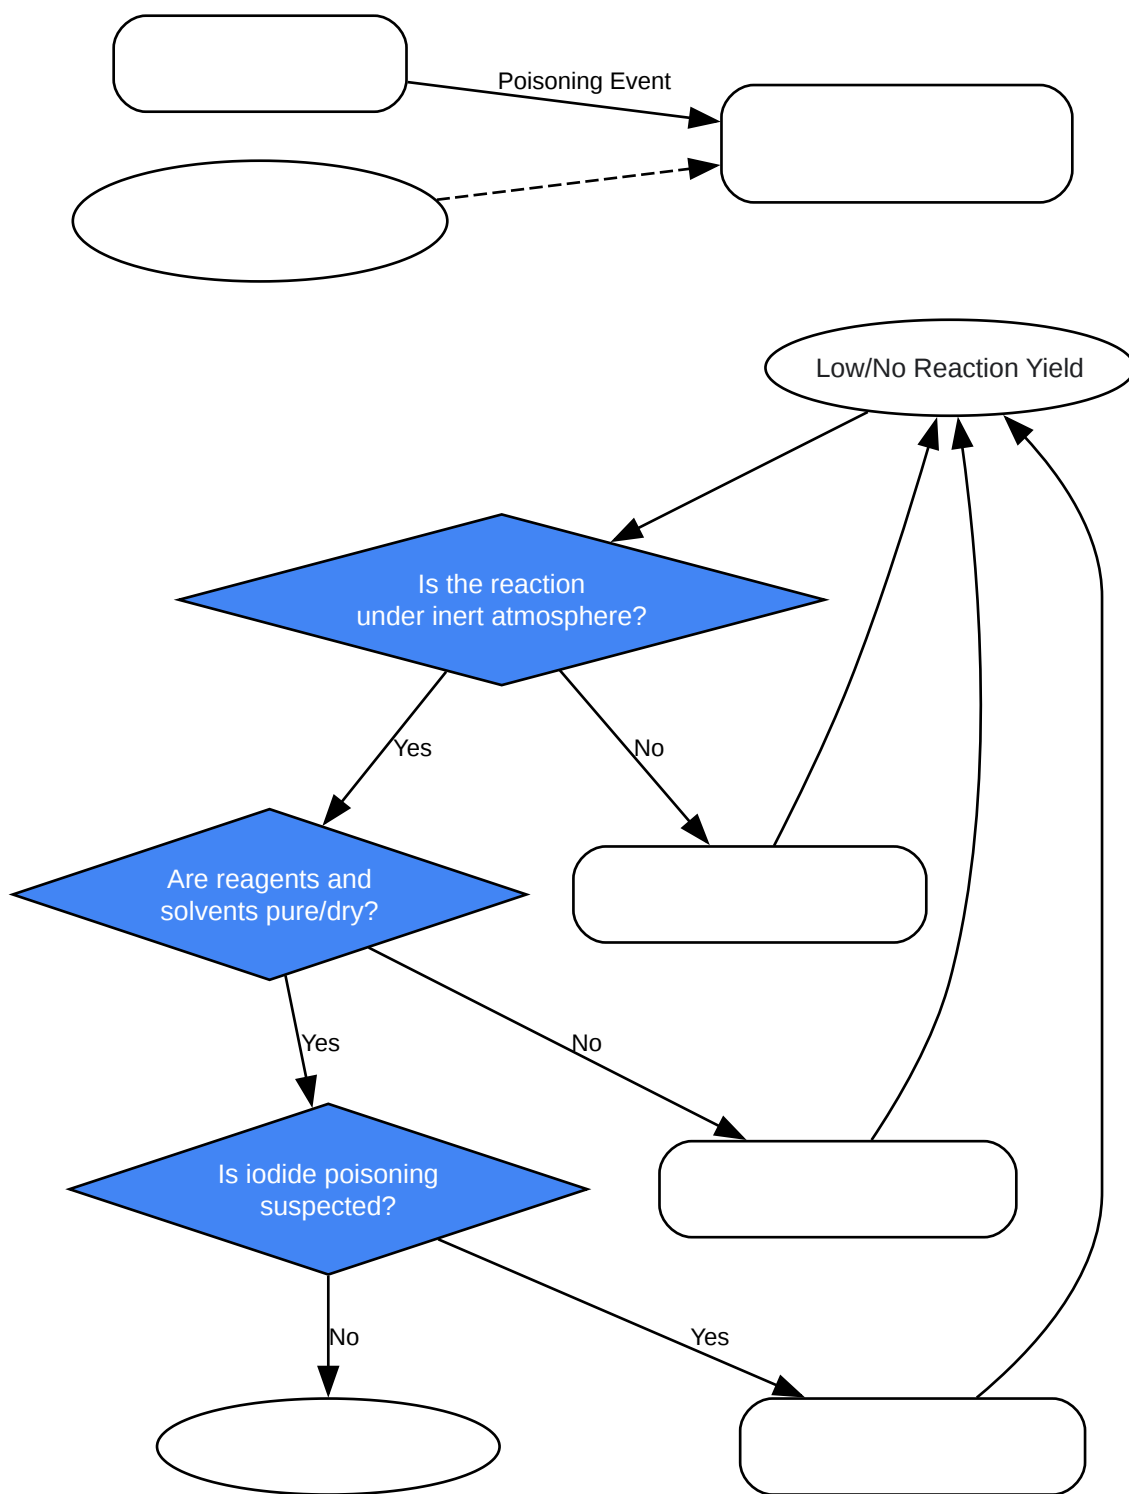 Poisoning Event
Low/No Reaction Yield
Is the reaction
under inert atmosphere?
Yes
No
Are reagents and
solvents pure/dry?
Yes
No
Is iodide poisoning
suspected?
No
Yes